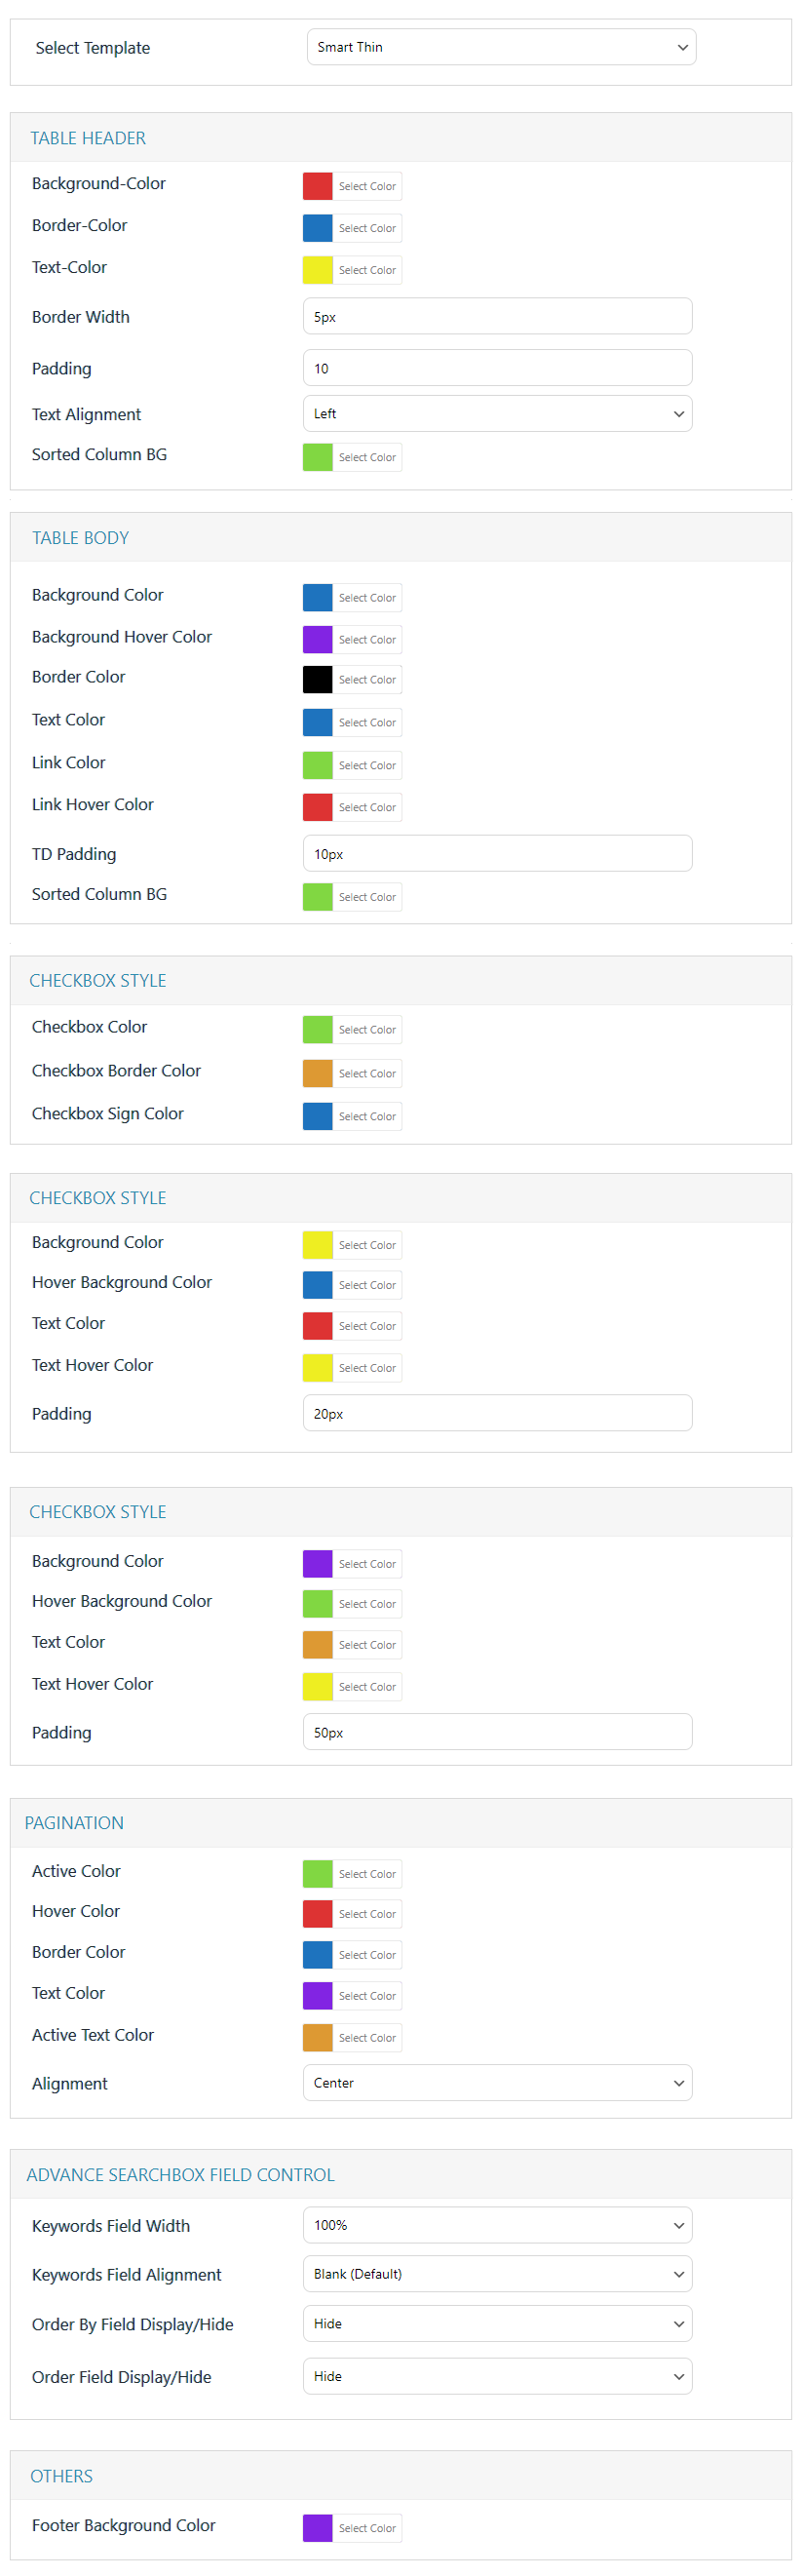 Select Template Smart Thin
TABLE HEADER
Background-Color Select Color
Border-Color Select Color
Text-Color Select Color
Border Width 5px
Padding 10
Text Alignment Left
Sorted Column BG Select Color
TABLE BODY
Background Color Select Color
Background Hover Color Select Color
Border Color Select Color
Text Color Select Color
Link Color Select Color
Link Hover Color Select Color
TD Padding 10px
Sorted Column BG Select Color
CHECKBOX STYLE
Checkbox Color Select Color
Checkbox Border Color Select Color
Checkbox Sign Color Select Color
CHECKBOX STYLE
Background Color Select Color
Hover Background Color Select Color
Text Color Select Color
Text Hover Color Select Color
Padding 20px
CHECKBOX STYLE
Background Color Select Color
Hover Background Color Select Color
Text Color Select Color
Text Hover Color Select Color
Padding 50px
PAGINATION
Active Color Select Color
Hover Color Select Color
Border Color Select Color
Text Color Select Color
Active Text Color Select Color
Alignment Center
ADVANCE SEARCHBOX FIELD CONTROL
Keywords Field Width 100%
Keywords Field Alignment Blank (Default)
Order By Field Display/Hide Hide
Order Field Display/Hide Hide
OTHERS
Footer Background Color Select Color